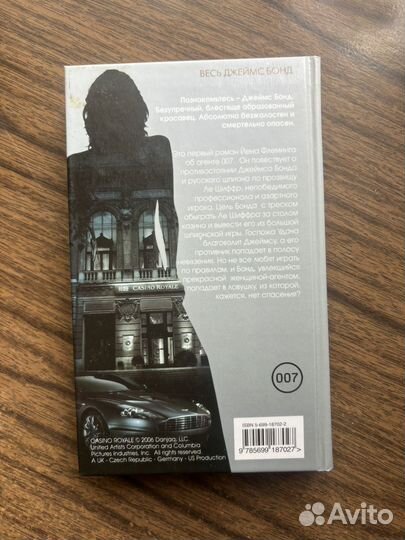 ВЕСЬ ДЖЕЙМС БОНД
Познакомьтесь – Джеймс Бонд.
Безупречный, блестяще образованный
красавец. Абсолютно безжалостен и
смертельно опасен.
Это первый роман Йена Флеминга
об агенте 007. Он повествует о
противостоянии Джеймса Бонда
и русского шпиона по прозвищу
Ле Шиффр, непобедимого
профессионала и азартного
игрока. Цель Бонда с треском
обыграть Ле Шиффра за столом
казино и вывести его из большой
шпионской игры. Госпожа Удача
благоволит Джеймсу, а его
противник попадает в полосу
невезения. Но не все любят играть
по правилам, и Бонд, увлекшийся
прекрасной женщиной-агентом,
попадает в ловушку, из которой,
кажется, нет спасения?
CASINO ROYALE
007
ISBN 5-699-18702-2
9 785699 187027 >
CASINO ROYALE © 2006 Danjaq, LLC,
United Artists Corporation and Columbia
Pictures Industries, Inc. All rights reserved.
A UK - Czech Republic - Germany - US Production
Avito